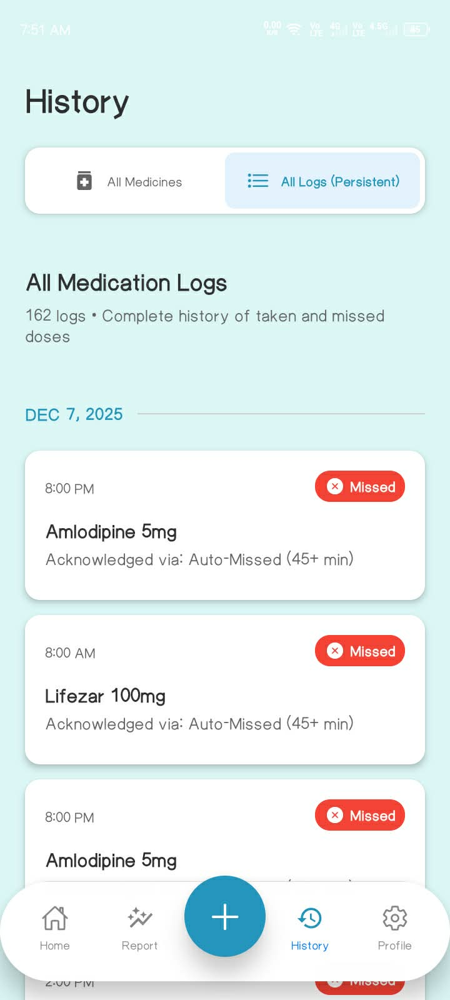 7:51 AM
0.00 K/S Vo LTE 4G Vo LTE 4.5G 85
History
All Medicines
All Logs (Persistent)
All Medication Logs
162 logs • Complete history of taken and missed
doses
DEC 7, 2025
8:00 PM
Missed
Amlodipine 5mg
Acknowledged via: Auto-Missed (45+ min)
8:00 AM
Missed
Lifezar 100mg
Acknowledged via: Auto-Missed (45+ min)
8:00 PM
Missed
Amlodipine 5mg
Home
Report
History
Profile
2:00 PM
Missed